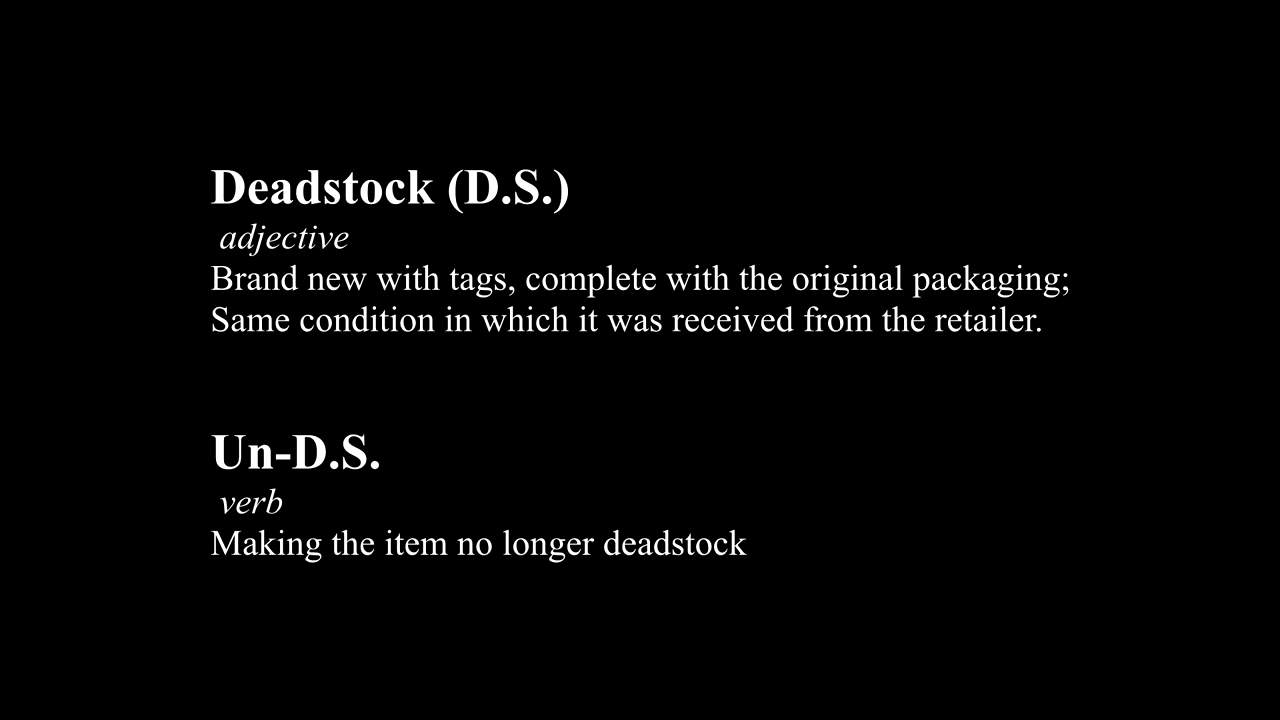 Deadstock (D.S.)
adjective
Brand new with tags, complete with the original packaging;
Same condition in which it was received from the retailer.
Un-D.S.
verb
Making the item no longer deadstock